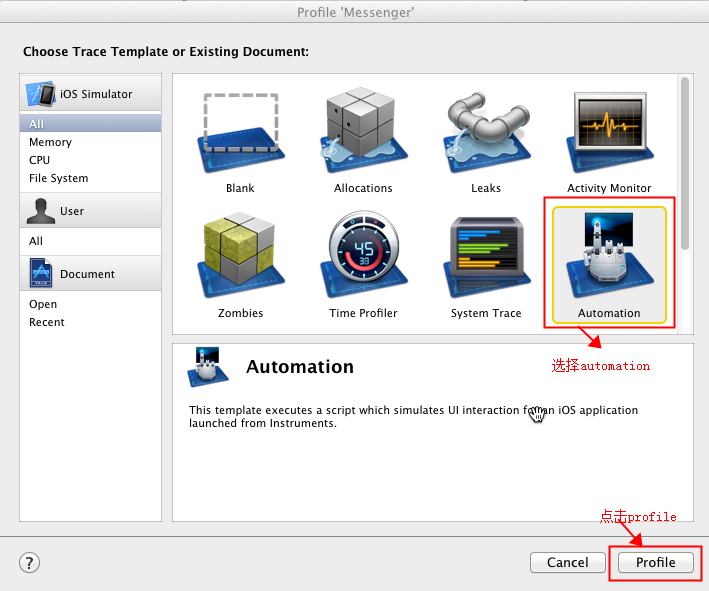 Profile 'Messenger'
Choose Trace Template or Existing Document:
iOS Simulator
All
Memory
CPU
File System
User
All
Document
Open
Recent
Blank
Allocations
Leaks
Activity Monitor
Zombies
45
33
Time Profiler
System Trace
Automation
选择automation
Automation
This template executes a script which simulates UI interaction an iOS application
launched from Instruments.
点击profile
?
Cancel
Profile